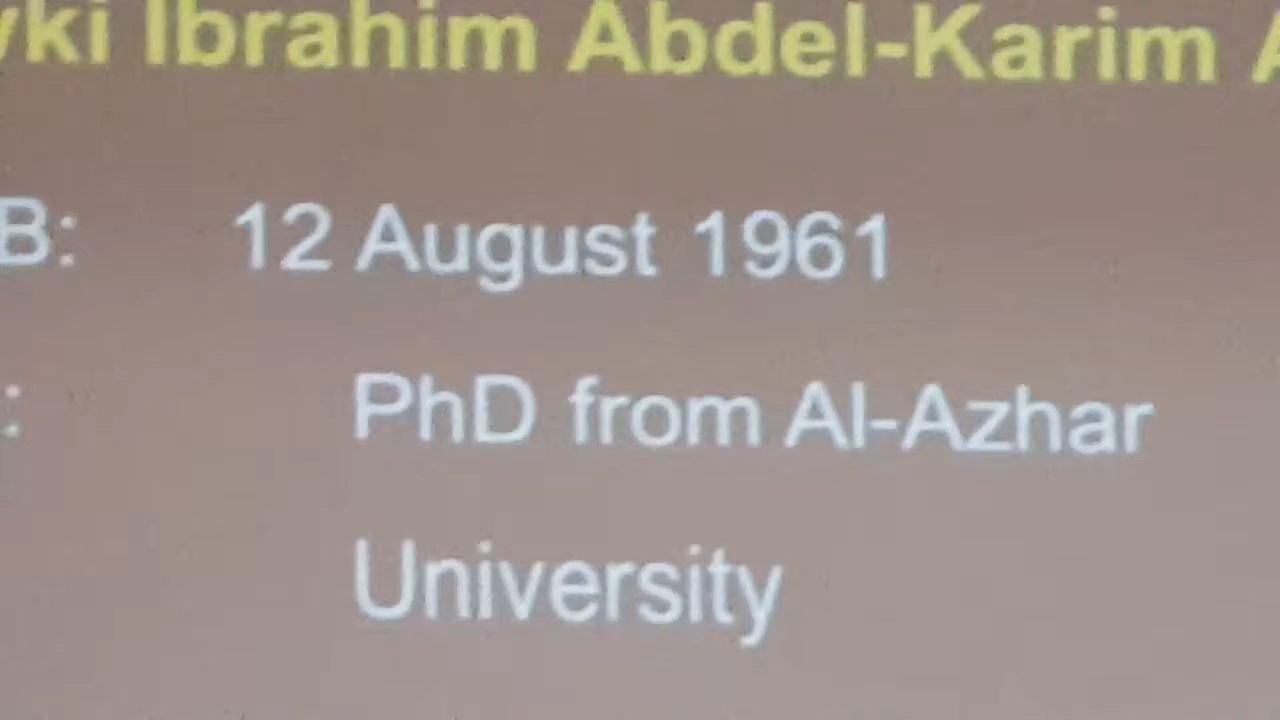 Ibrahim Abdel-Karim
B: 12 August 1961
: PhD from Al-Azhar
University